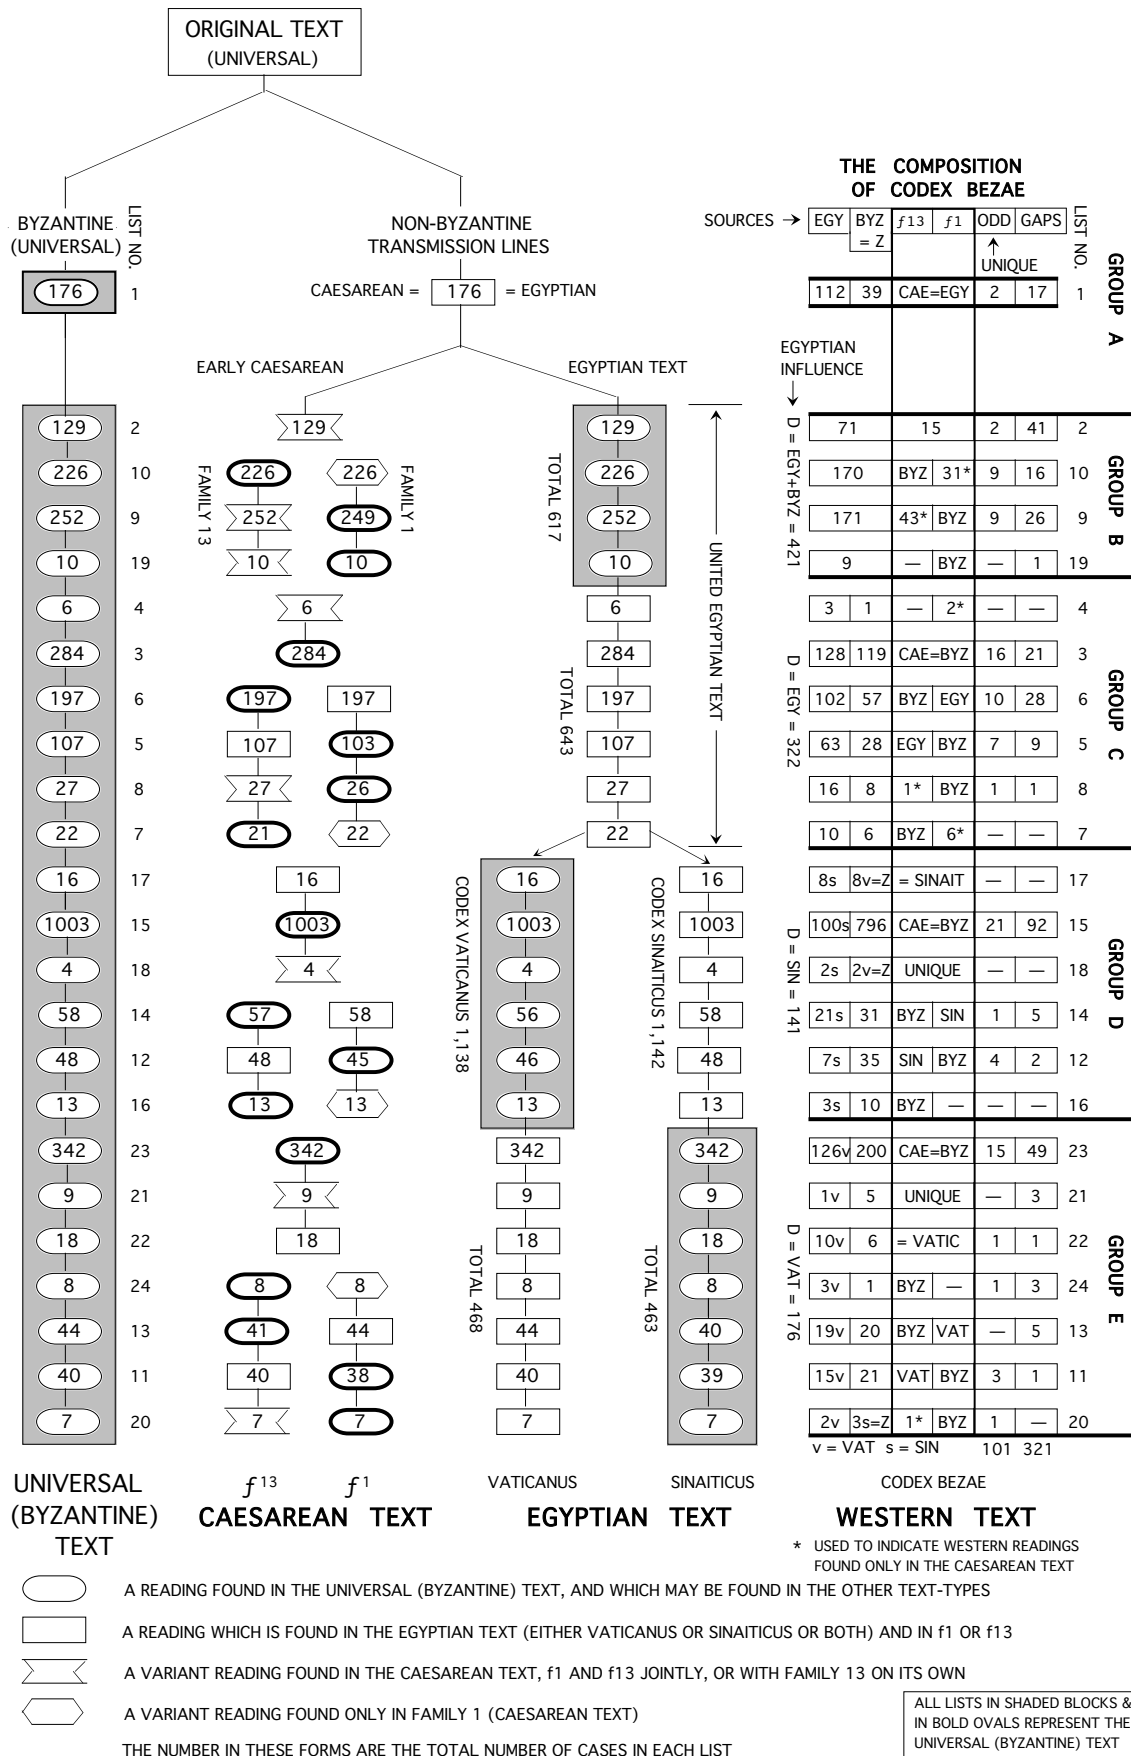 ORIGINAL TEXT
(UNIVERSAL)
THE COMPOSITION
OF CODEX BEZAE
BYZANTINE
(UNIVERSAL)
LIST NO.
NON-BYZANTINE
TRANSMISSION LINES
SOURCES → EGY BYZ = Z ƒ13 ƒ1 ODD GAPS
UNIQUE
LIST NO.
176 1 CAESAREAN = 176 = EGYPTIAN 112 39 CAE=EGY 2 17 1
GROUP A
EARLY CAESAREAN
EGYPTIAN TEXT
EGYPTIAN
INFLUENCE
129 2 129 129 71 15 2 41 2
226 10 226 226 226 170 BYZ 31* 9 16 10
252 9 252 249 252 171 43* BYZ 9 26 9
10 19 10 10 10 9 — BYZ — 1 19
FAMILY 13
FAMILY 1
TOTAL 617
UNITED EGYPTIAN TEXT
D = EGY+BYZ = 421
GROUP B
6 4 6 6 3 1 — 2* — — 4
284 3 284 284 128 119 CAE=BYZ 16 21 3
197 6 197 197 197 102 57 BYZ EGY 10 28 6
107 5 107 103 107 63 28 EGY BYZ 7 9 5
27 8 27 26 27 16 8 1* BYZ 1 1 8
22 7 21 22 22 10 6 BYZ 6* — — 7
TOTAL 643
D = EGY = 322
GROUP C
16 17 16 16 16 8s 8v=Z = SINAIT — — 17
1003 15 1003 1003 1003 100s 796 CAE=BYZ 21 92 15
4 18 4 4 4 2s 2v=Z UNIQUE — — 18
58 14 57 58 56 58 21s 31 BYZ SIN 1 5 14
48 12 48 45 46 48 7s 35 SIN BYZ 4 2 12
13 16 13 13 13 13 3s 10 BYZ — — — 16
CODEX VATICANUS 1,138
CODEX SINAITICUS 1,142
D = SIN = 141
GROUP D
342 23 342 342 342 126v 200 CAE=BYZ 15 49 23
9 21 9 9 9 1v 5 UNIQUE — 3 21
18 22 18 18 18 10v 6 = VATIC 1 1 22
8 24 8 8 8 8 3v 1 BYZ — 1 3 24
44 13 41 44 44 40 19v 20 BYZ VAT — 5 13
40 11 40 38 40 39 15v 21 VAT BYZ 3 1 11
7 20 7 7 7 7 2v 3s=Z 1* BYZ 1 — 20
TOTAL 468
TOTAL 463
D = VAT = 176
GROUP E
v = VAT s = SIN 101 321
UNIVERSAL
(BYZANTINE)
TEXT
ƒ13 ƒ1
CAESAREAN TEXT
VATICANUS SINAITICUS
EGYPTIAN TEXT
CODEX BEZAE
WESTERN TEXT
* USED TO INDICATE WESTERN READINGS
FOUND ONLY IN THE CAESAREAN TEXT
A READING FOUND IN THE UNIVERSAL (BYZANTINE) TEXT, AND WHICH MAY BE FOUND IN THE OTHER TEXT-TYPES
A READING WHICH IS FOUND IN THE EGYPTIAN TEXT (EITHER VATICANUS OR SINAITICUS OR BOTH) AND IN f1 OR f13
A VARIANT READING FOUND IN THE CAESAREAN TEXT, f1 AND f13 JOINTLY, OR WITH FAMILY 13 ON ITS OWN
A VARIANT READING FOUND ONLY IN FAMILY 1 (CAESAREAN TEXT)
THE NUMBER IN THESE FORMS ARE THE TOTAL NUMBER OF CASES IN EACH LIST
ALL LISTS IN SHADED BLOCKS &
IN BOLD OVALS REPRESENT THE
UNIVERSAL (BYZANTINE) TEXT